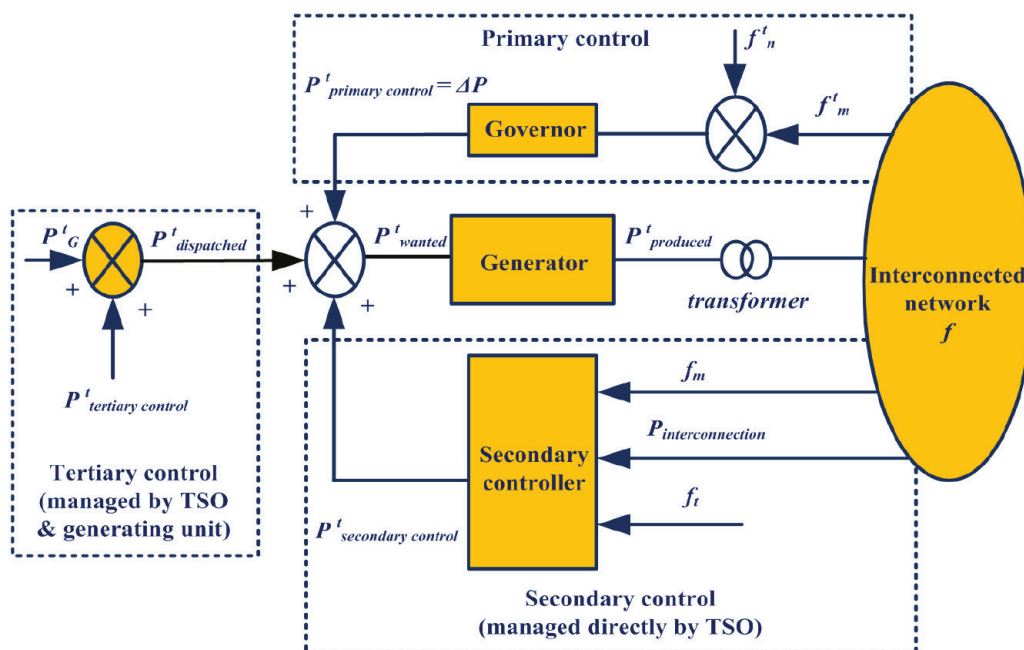 Primary control
f^t_n
P^t_primary control = ΔP
f^t_m
Governor
+
P^t_G
P^t_dispatched
P^t_wanted
P^t_produced
Generator
Interconnected
network
f
transformer
+
+
+
+
P^t_tertiary control
f_m
P_interconnection
Secondary
controller
f_t
Tertiary control
(managed by TSO
& generating unit)
P^t_secondary control
Secondary control
(managed directly by TSO)